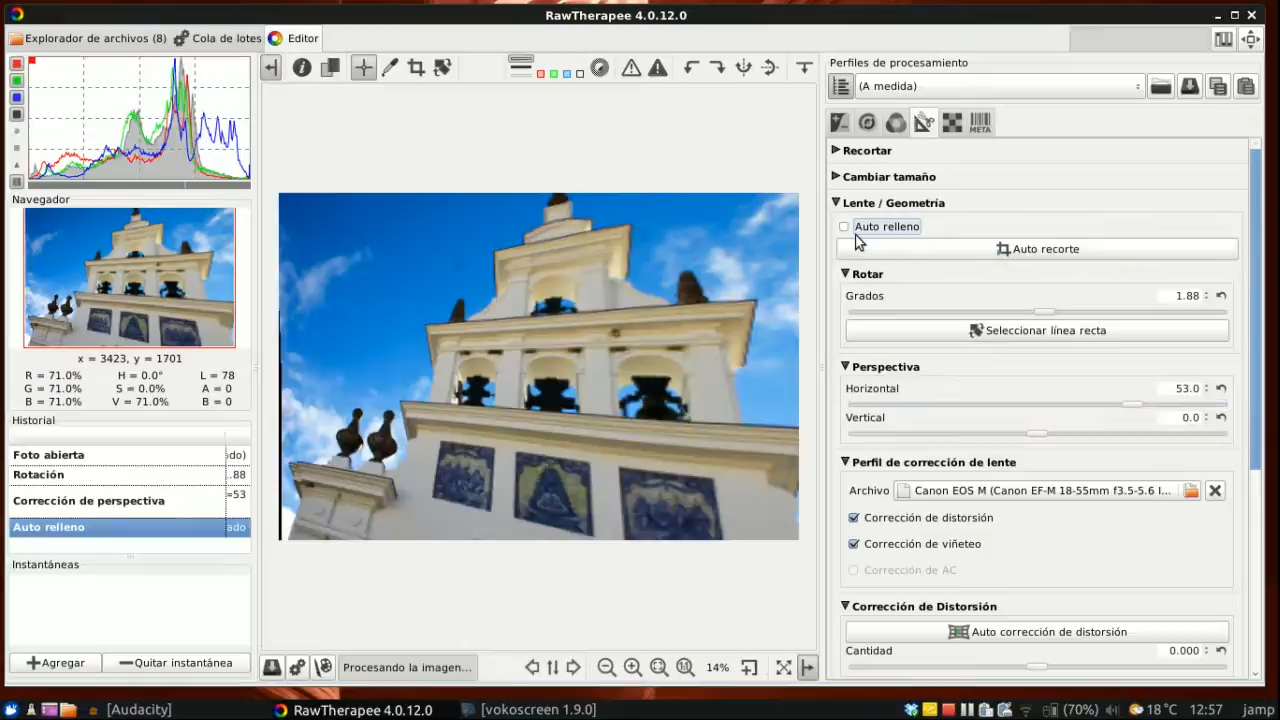 RawTherapee 4.0.12.0
Explorador de archivos (8)
Cola de lotes
Editor
Perfiles de procesamiento
(A medida)
META
Recortar
Cambiar tamaño
Navegador
Lente / Geometría
Auto relleno
Auto recorte
Rotar
Grados
1.88
Seleccionar línea recta
x = 3423, y = 1701
R = 71.0% H = 0.0° L = 78
G = 71.0% S = 0.0% A = 0
B = 71.0% V = 71.0% B = 0
Perspectiva
Horizontal
53.0
Vertical
0.0
Historial
Foto abierta
ido)
Rotación
.88
Corrección de perspectiva
=53
Auto relleno
ado
Perfil de corrección de lente
Archivo
Canon EOS M (Canon EF-M 18-55mm f3.5-5.6 I...
Corrección de distorsión
Corrección de viñeteo
Corrección de AC
Instantáneas
Corrección de Distorsión
Auto corrección de distorsión
Cantidad
0.000
Agregar
Quitar instantánea
Procesando la imagen...
14%
[Audacity]
RawTherapee 4.0.12.0
[vokoscreen 1.9.0]
(70%)
18 °C
12:57
jamp